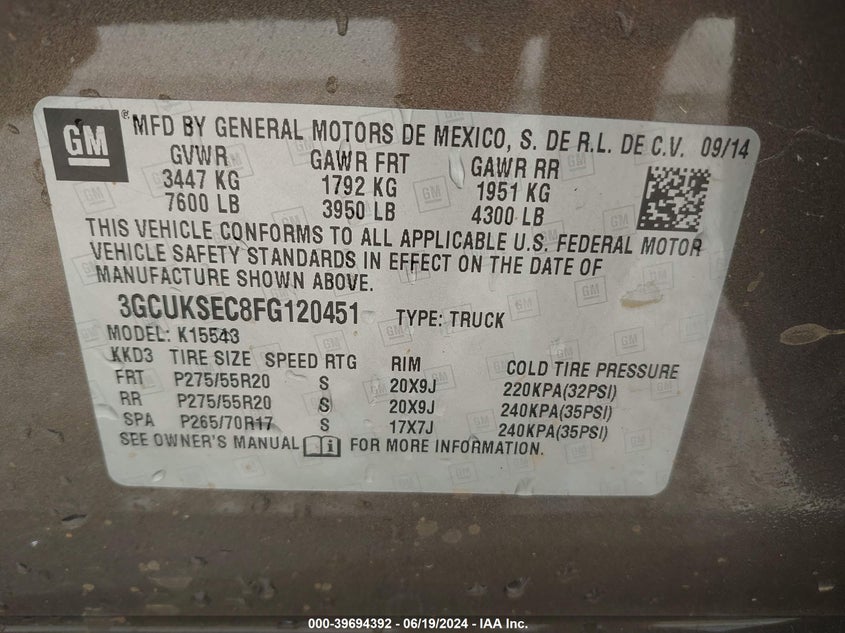 GM ® MFD BY GENERAL MOTORS DE MEXICO, S. DE R.L. DE C.V. 09/14
GVWR GAWR FRT GAWR RR
3447 KG 1792 KG 1951 KG
7600 LB 3950 LB 4300 LB
THIS VEHICLE CONFORMS TO ALL APPLICABLE U.S. FEDERAL MOTOR
VEHICLE SAFETY STANDARDS IN EFFECT ON THE DATE OF
MANUFACTURE SHOWN ABOVE.
3GCUKSEC8FG120451 TYPE: TRUCK
MODEL: K15543
KKD3 TIRE SIZE SPEED RTG RIM COLD TIRE PRESSURE
FRT P275/55R20 S 20X9J 220KPA(32PSI)
RR P275/55R20 S 20X9J 240KPA(35PSI)
SPA P265/70R17 S 17X7J 240KPA(35PSI)
SEE OWNER'S MANUAL FOR MORE INFORMATION.
000-39694392 - 06/19/2024 - IAA Inc.